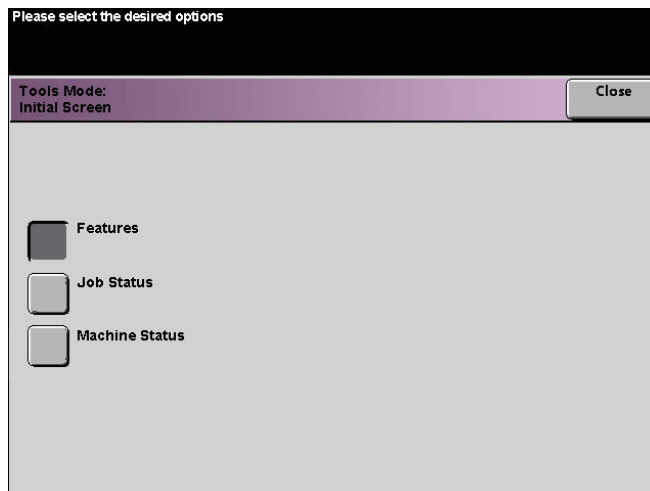 Please select the desired options
Tools Mode:
Initial Screen
Close
Features
Job Status
Machine Status